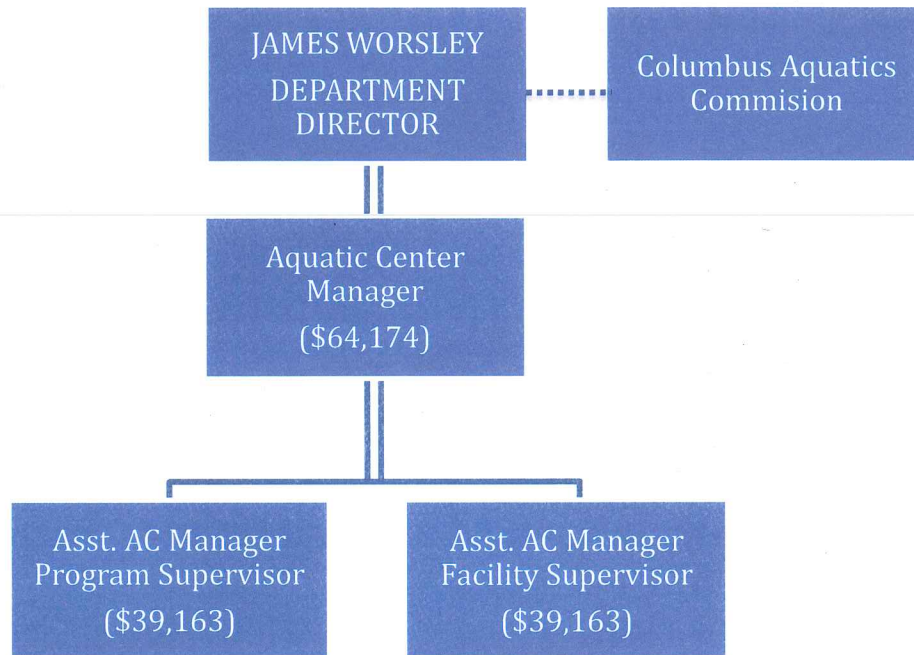 JAMES WORSLEY
DEPARTMENT
DIRECTOR
Columbus Aquatics
Commision
Aquatic Center
Manager
($64,174)
Asst. AC Manager
Program Supervisor
($39,163)
Asst. AC Manager
Facility Supervisor
($39,163)